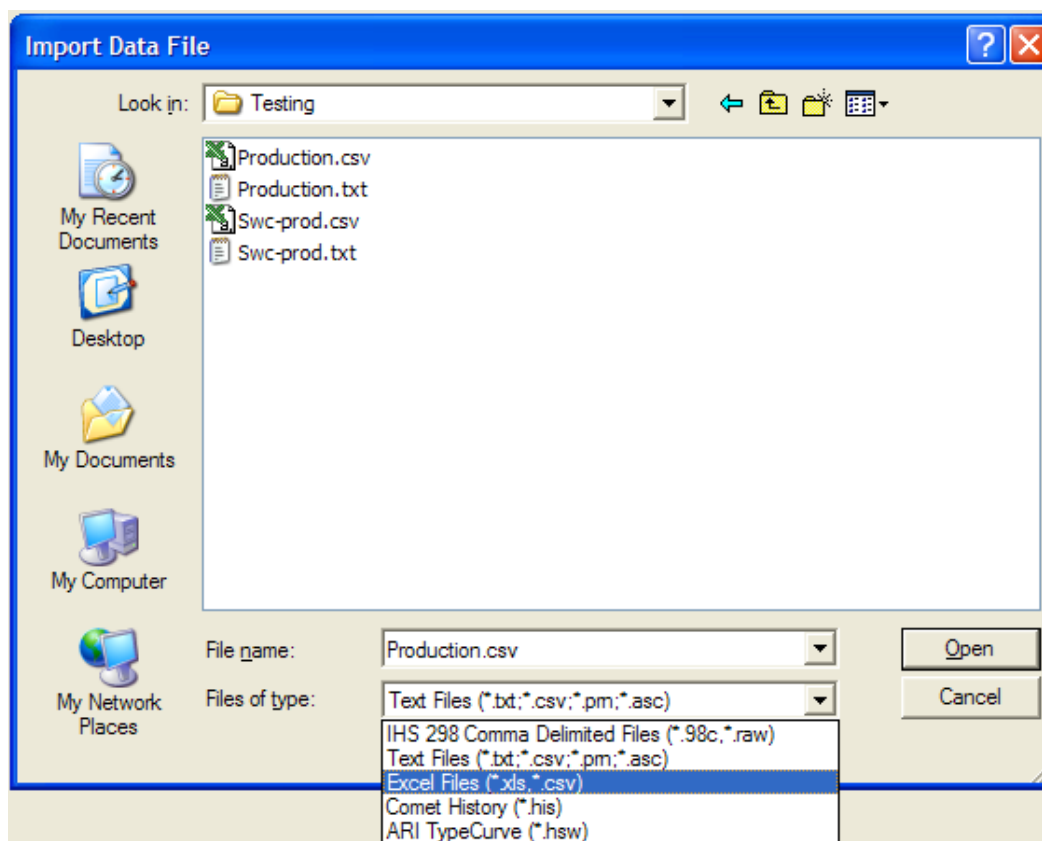 Import Data File
Look in: Testing
Production.csv
Production.txt
Swc-prod.csv
Swc-prod.txt
My Recent
Documents
Desktop
My Documents
My Computer
My Network
Places
File name: Production.csv Open
Files of type: Text Files (*.txt;*.csv;*.prn;*.asc) Cancel
IHS 298 Comma Delimited Files (*.98c,*.raw)
Text Files (*.txt;*.csv;*.prn;*.asc)
Excel Files (*.xls,*.csv)
Comet History (*.his)
ARI TypeCurve (*.hsw)